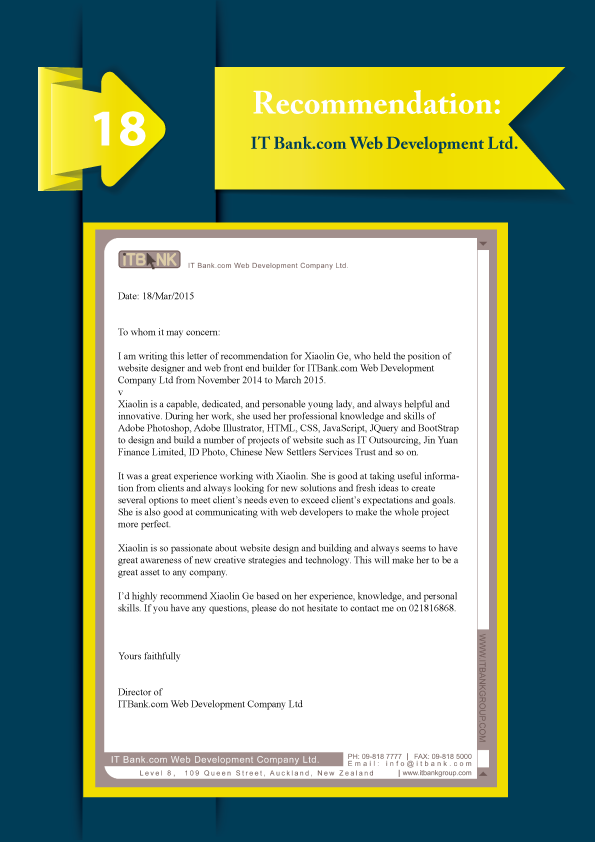 18
Recommendation:
IT Bank.com Web Development Ltd.
iTBANK
IT Bank.com Web Development Company Ltd.
Date: 18/Mar/2015
To whom it may concern:
I am writing this letter of recommendation for Xiaolin Ge, who held the position of
website designer and web front end builder for ITBank.com Web Development
Company Ltd from November 2014 to March 2015.
v
Xiaolin is a capable, dedicated, and personable young lady, and always helpful and
innovative. During her work, she used her professional knowledge and skills of
Adobe Photoshop, Adobe Illustrator, HTML, CSS, JavaScript, JQuery and BootStrap
to design and build a number of projects of website such as IT Outsourcing, Jin Yuan
Finance Limited, ID Photo, Chinese New Settlers Services Trust and so on.
It was a great experience working with Xiaolin. She is good at taking useful informa-
tion from clients and always looking for new solutions and fresh ideas to create
several options to meet client's needs even to exceed client's expectations and goals.
She is also good at communicating with web developers to make the whole project
more perfect.
Xiaolin is so passionate about website design and building and always seems to have
great awareness of new creative strategies and technology. This will make her to be a
great asset to any company.
I'd highly recommend Xiaolin Ge based on her experience, knowledge, and personal
skills. If you have any questions, please do not hesitate to contact me on 021816868.
Yours faithfully
Director of
ITBank.com Web Development Company Ltd
WWW.ITBANKGROUP.COM
IT Bank.com Web Development Company Ltd.
PH: 09-818 7777 | FAX: 09-818 5000
Email: info@itbank.com
Level 8, 109 Queen Street, Auckland, New Zealand
| www.itbankgroup.com